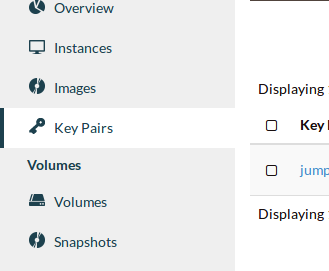 Overview
Instances
Images
Key Pairs
Volumes
Volumes
Snapshots
Displaying
Key
jump
Displaying